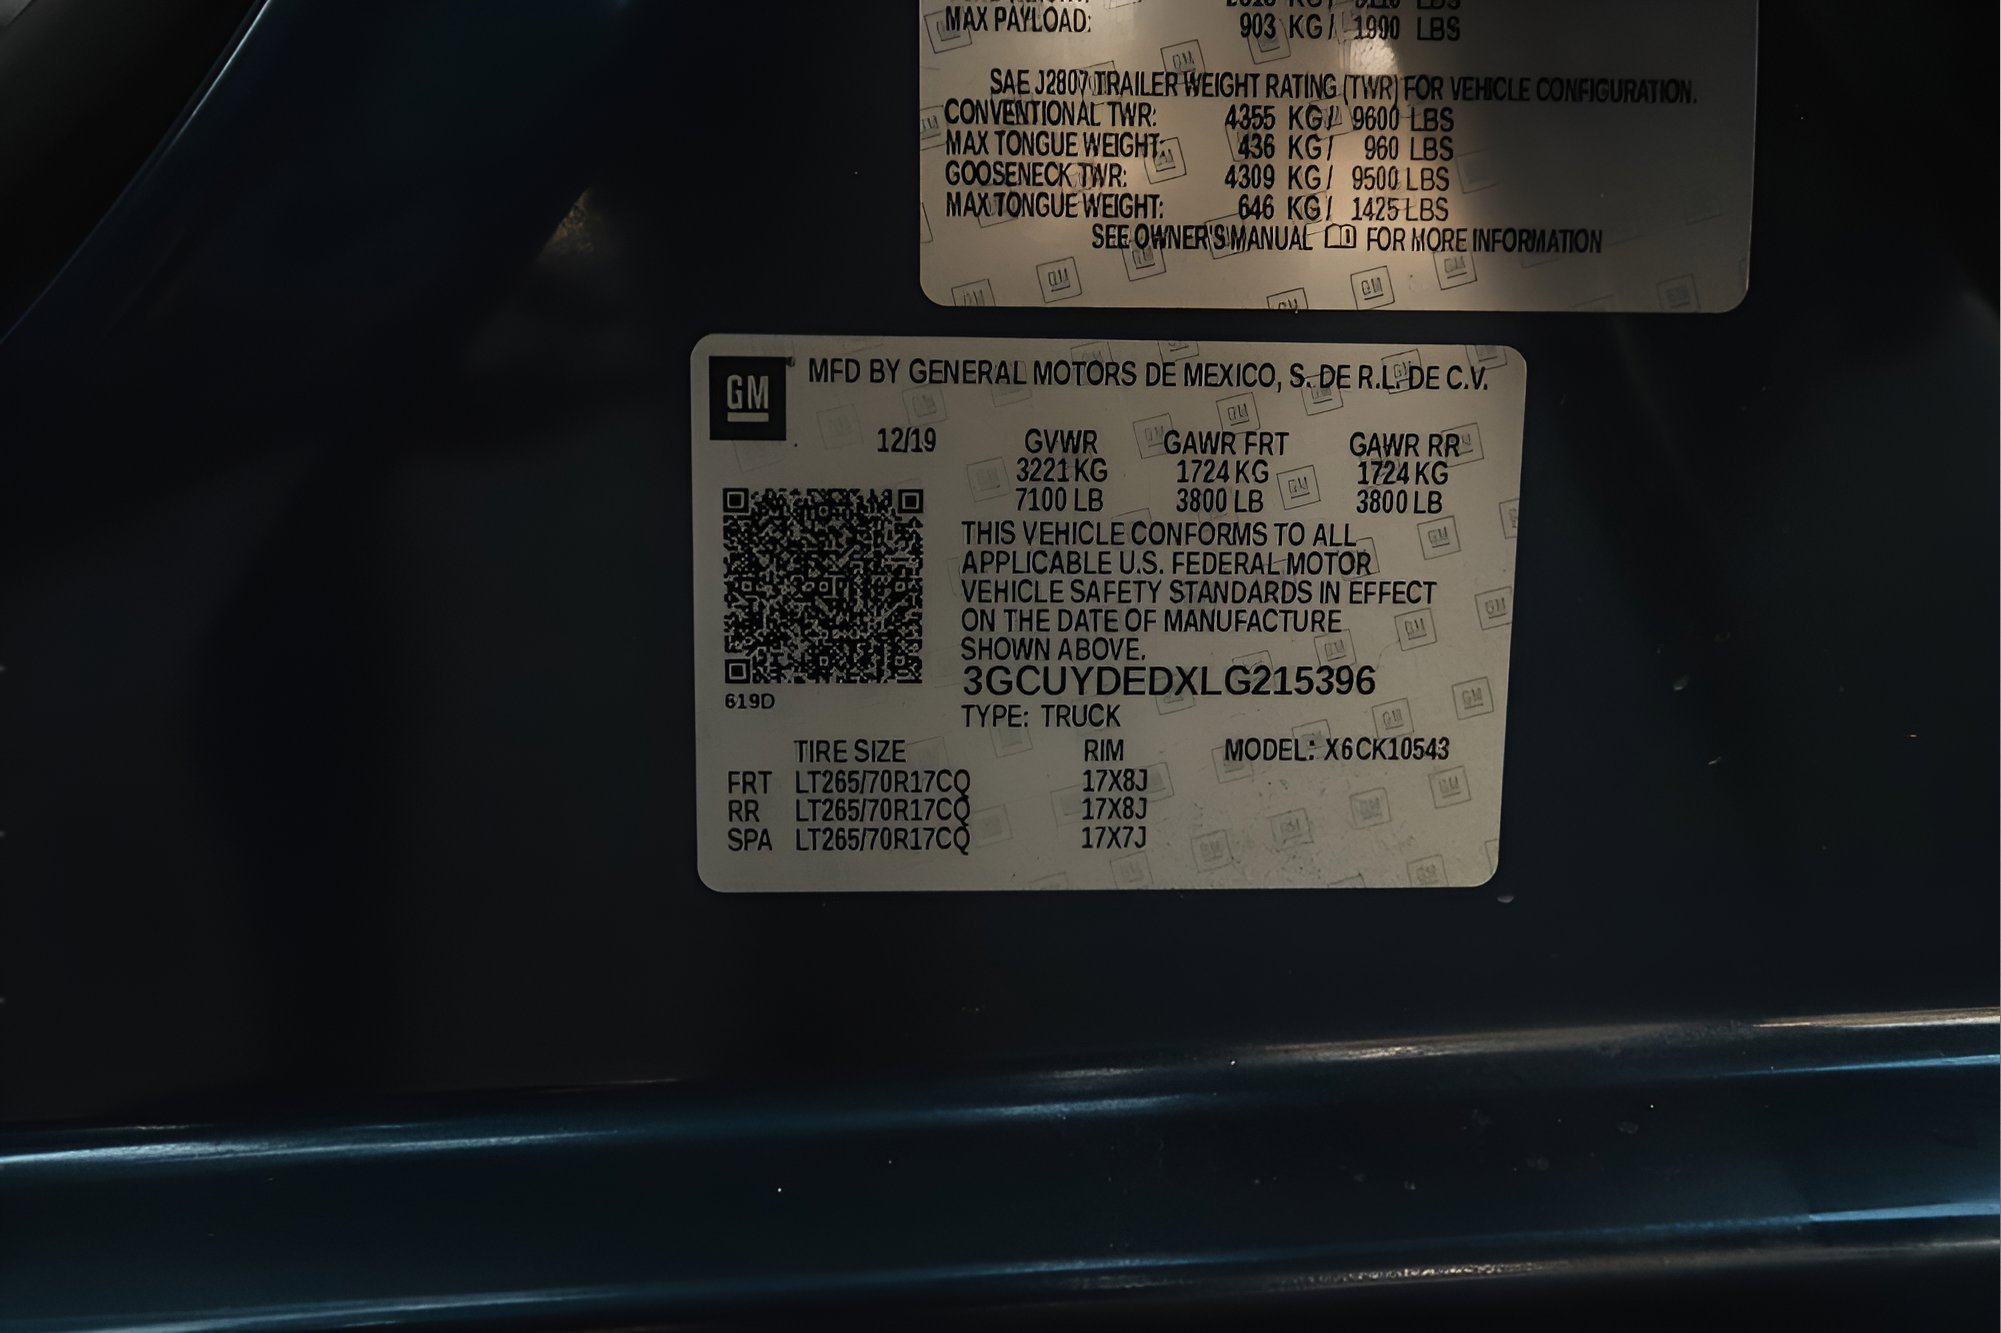 MAX PAYLOAD: 903 KG / 1990 LBS
SAE J2807 TRAILER WEIGHT RATING (TWR) FOR VEHICLE CONFIGURATION.
CONVENTIONAL TWR: 4355 KG / 9600 LBS
MAX TONGUE WEIGHT: 436 KG / 960 LBS
GOOSENECK TWR: 4309 KG / 9500 LBS
MAX TONGUE WEIGHT: 646 KG / 1425 LBS
SEE OWNER'S MANUAL FOR MORE INFORMATION
GM
MFD BY GENERAL MOTORS DE MEXICO, S. DE R.L. DE C.V.
12/19 GVWR GAWR FRT GAWR RR
3221 KG 1724 KG 1724 KG
7100 LB 3800 LB 3800 LB
THIS VEHICLE CONFORMS TO ALL
APPLICABLE U.S. FEDERAL MOTOR
VEHICLE SAFETY STANDARDS IN EFFECT
ON THE DATE OF MANUFACTURE
SHOWN ABOVE.
3GCUYDEDXLG215396
619D
TYPE: TRUCK
TIRE SIZE RIM MODEL: X6CK10543
FRT LT265/70R17CQ 17X8J
RR LT265/70R17CQ 17X8J
SPA LT265/70R17CQ 17X7J